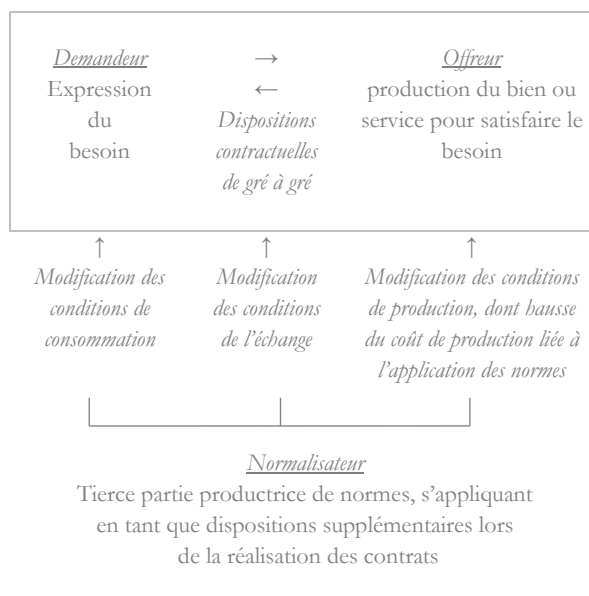 Demandeur → Offreur
Expression ← production du bien ou
du Dispositions service pour satisfaire le
besoin contractuelles besoin
de gré à gré
↑ ↑ ↑
Modification des Modification Modification des conditions
conditions de des conditions de production, dont hausse
consommation de l’échange du coût de production liée à
l’application des normes
Normalisateur
Tierce partie productrice de normes, s’appliquant
en tant que dispositions supplémentaires lors
de la réalisation des contrats